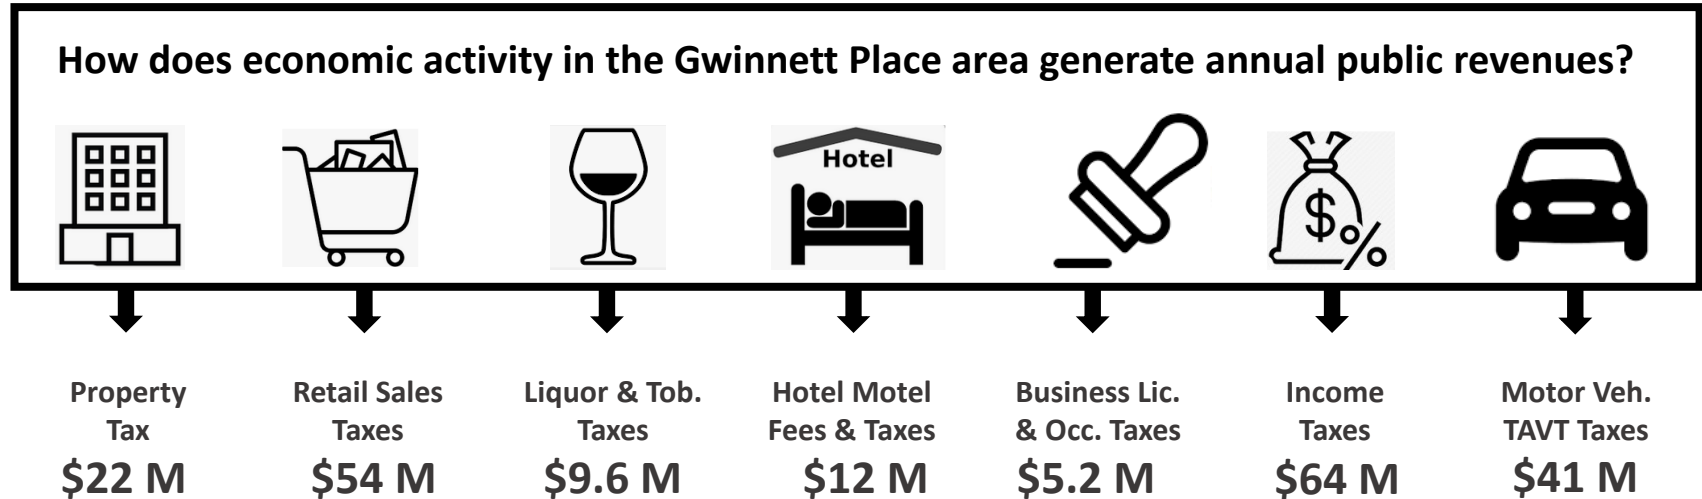 How does economic activity in the Gwinnett Place area generate annual public revenues?
Hotel
$
%
Property
Tax
$22 M
Retail Sales
Taxes
$54 M
Liquor & Tob.
Taxes
$9.6 M
Hotel Motel
Fees & Taxes
$12 M
Business Lic.
& Occ. Taxes
$5.2 M
Income
Taxes
$64 M
Motor Veh.
TAVT Taxes
$41 M